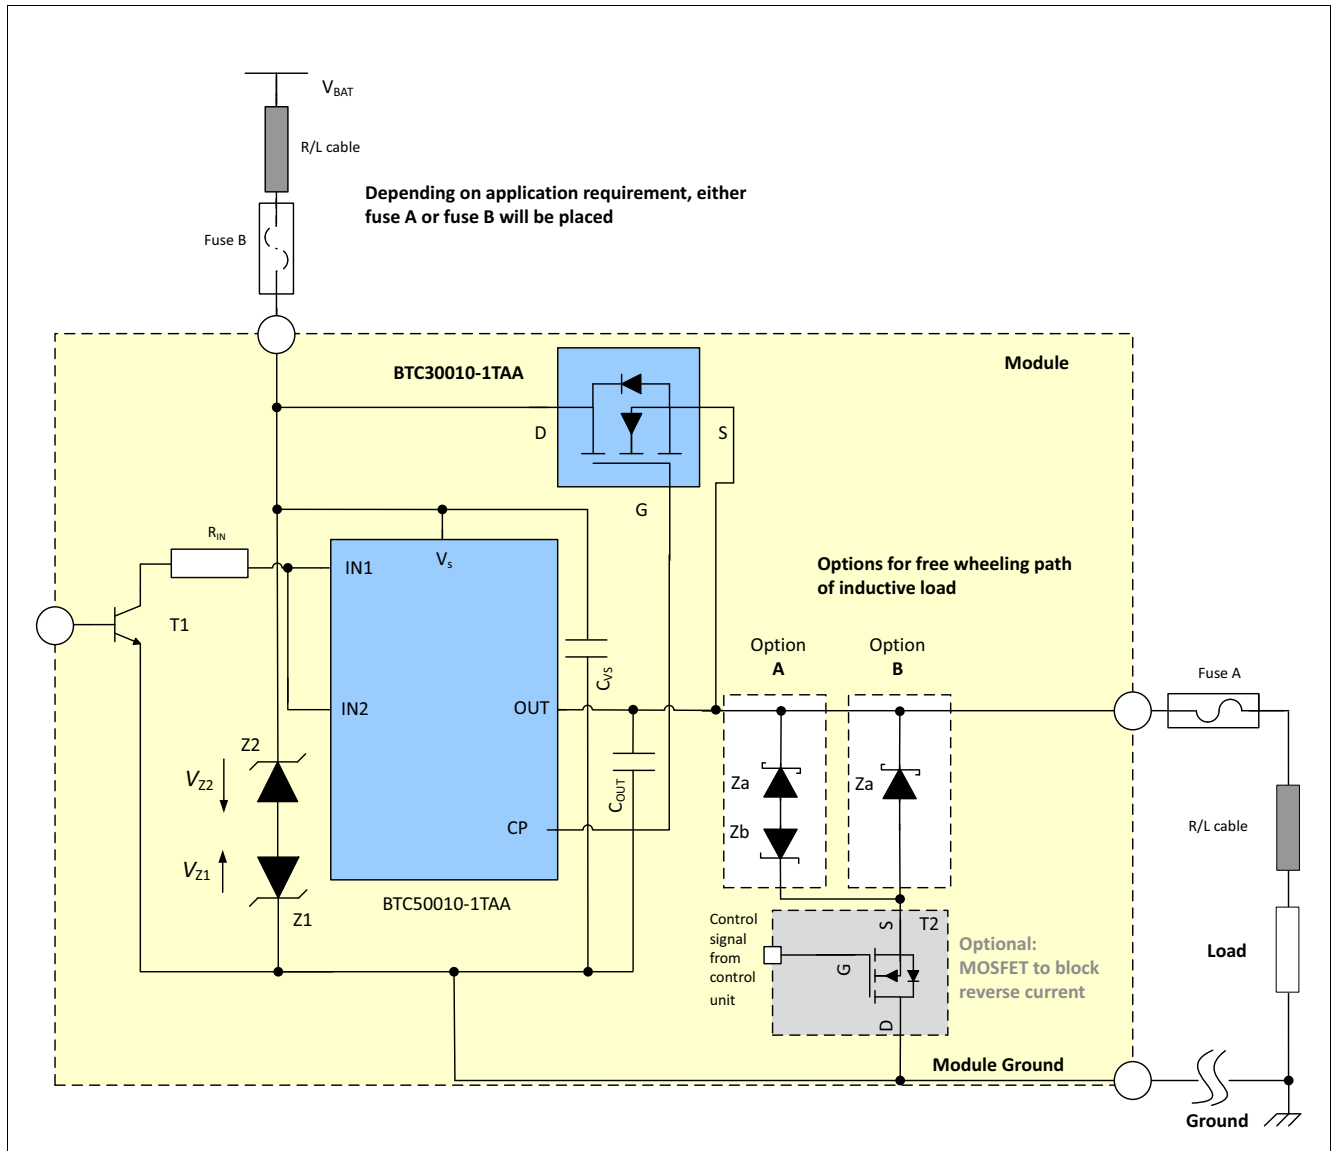 VBAT
R/L cable
Depending on application requirement, either
fuse A or fuse B will be placed
Fuse B
BTC30010-1TAA
Module
D
S
G
RIN
IN1
Vs
T1
Options for free wheeling path
of inductive load
Option
A
Option
B
CVS
Fuse A
IN2
OUT
Z2
VZ2
COUT
Za
Za
CP
Zb
R/L cable
VZ1
Z1
BTC50010-1TAA
Control
signal
from
control
unit
S
T2
G
D
Optional:
MOSFET to block
reverse current
Load
Module Ground
Ground